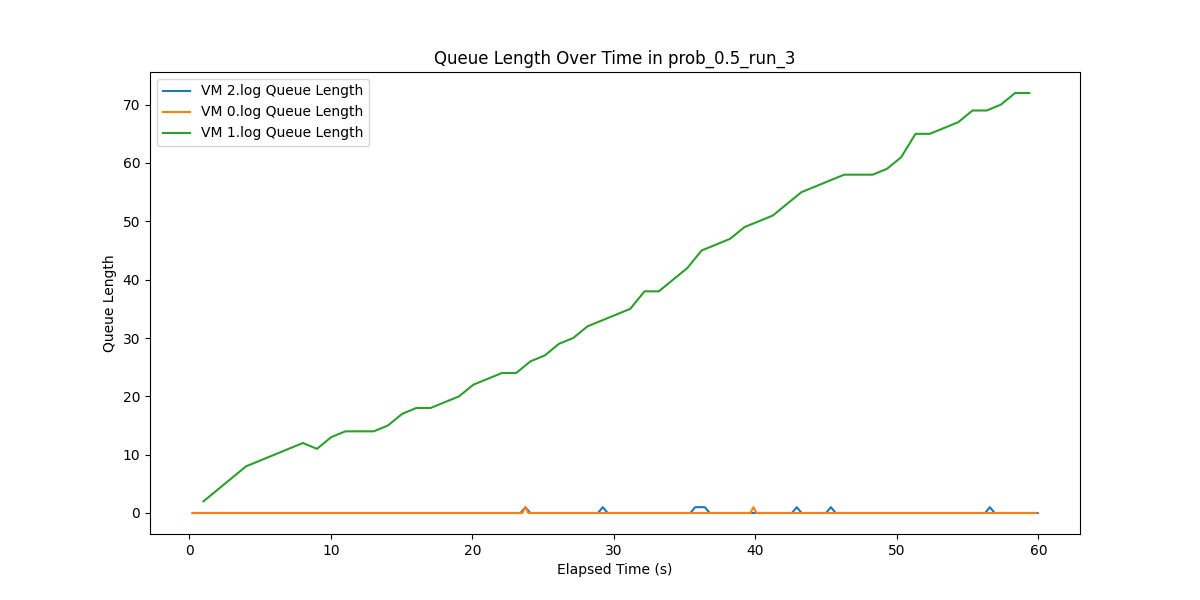 Queue Length Over Time in prob_0.5_run_3
VM 2.log Queue Length
VM 0.log Queue Length
VM 1.log Queue Length
Queue Length
70
60
50
40
30
20
10
0
0 10 20 30 40 50 60
Elapsed Time (s)